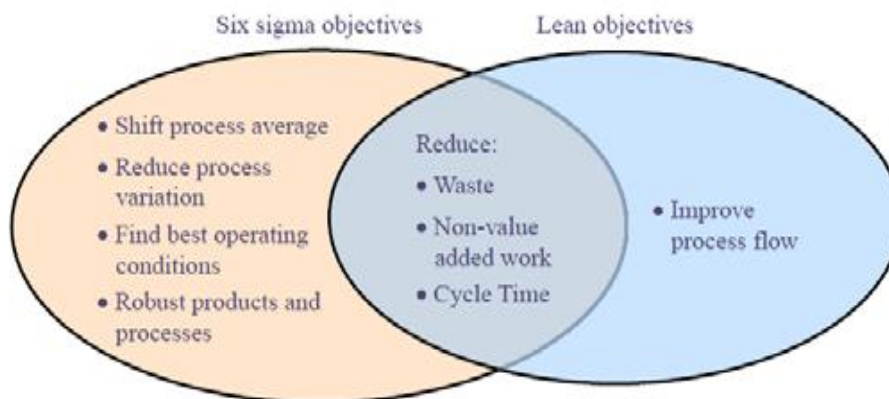 Six sigma objectives
Lean objectives
• Shift process average
• Reduce process
variation
• Find best operating
conditions
• Robust products and
processes
Reduce:
• Waste
• Non-value
added work
• Cycle Time
• Improve
process flow